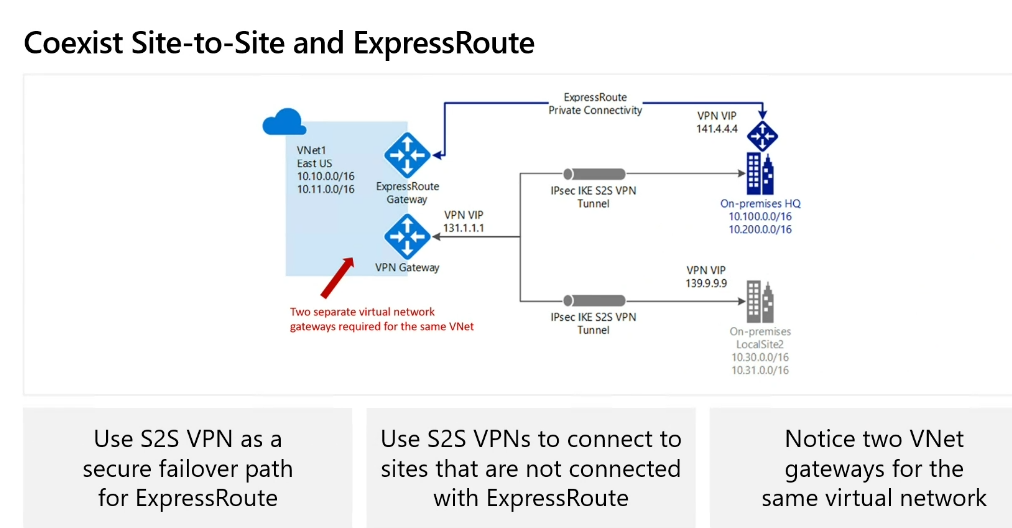 Coexist Site-to-Site and ExpressRoute
ExpressRoute
Private Connectivity
VPN VIP
141.4.4.4
VNet1
East US
10.10.0.0/16
10.11.0.0/16
ExpressRoute
Gateway
IPsec IKE S2S VPN
Tunnel
On-premises HQ
10.100.0.0/16
10.200.0.0/16
VPN VIP
131.1.1.1
VPN Gateway
VPN VIP
139.9.9.9
Two separate virtual network
gateways required for the same VNet
IPsec IKE S2S VPN
Tunnel
On-premises
LocalSite2
10.30.0.0/16
10.31.0.0/16
Use S2S VPN as a
secure failover path
for ExpressRoute
Use S2S VPNs to connect to
sites that are not connected
with ExpressRoute
Notice two VNet
gateways for the
same virtual network